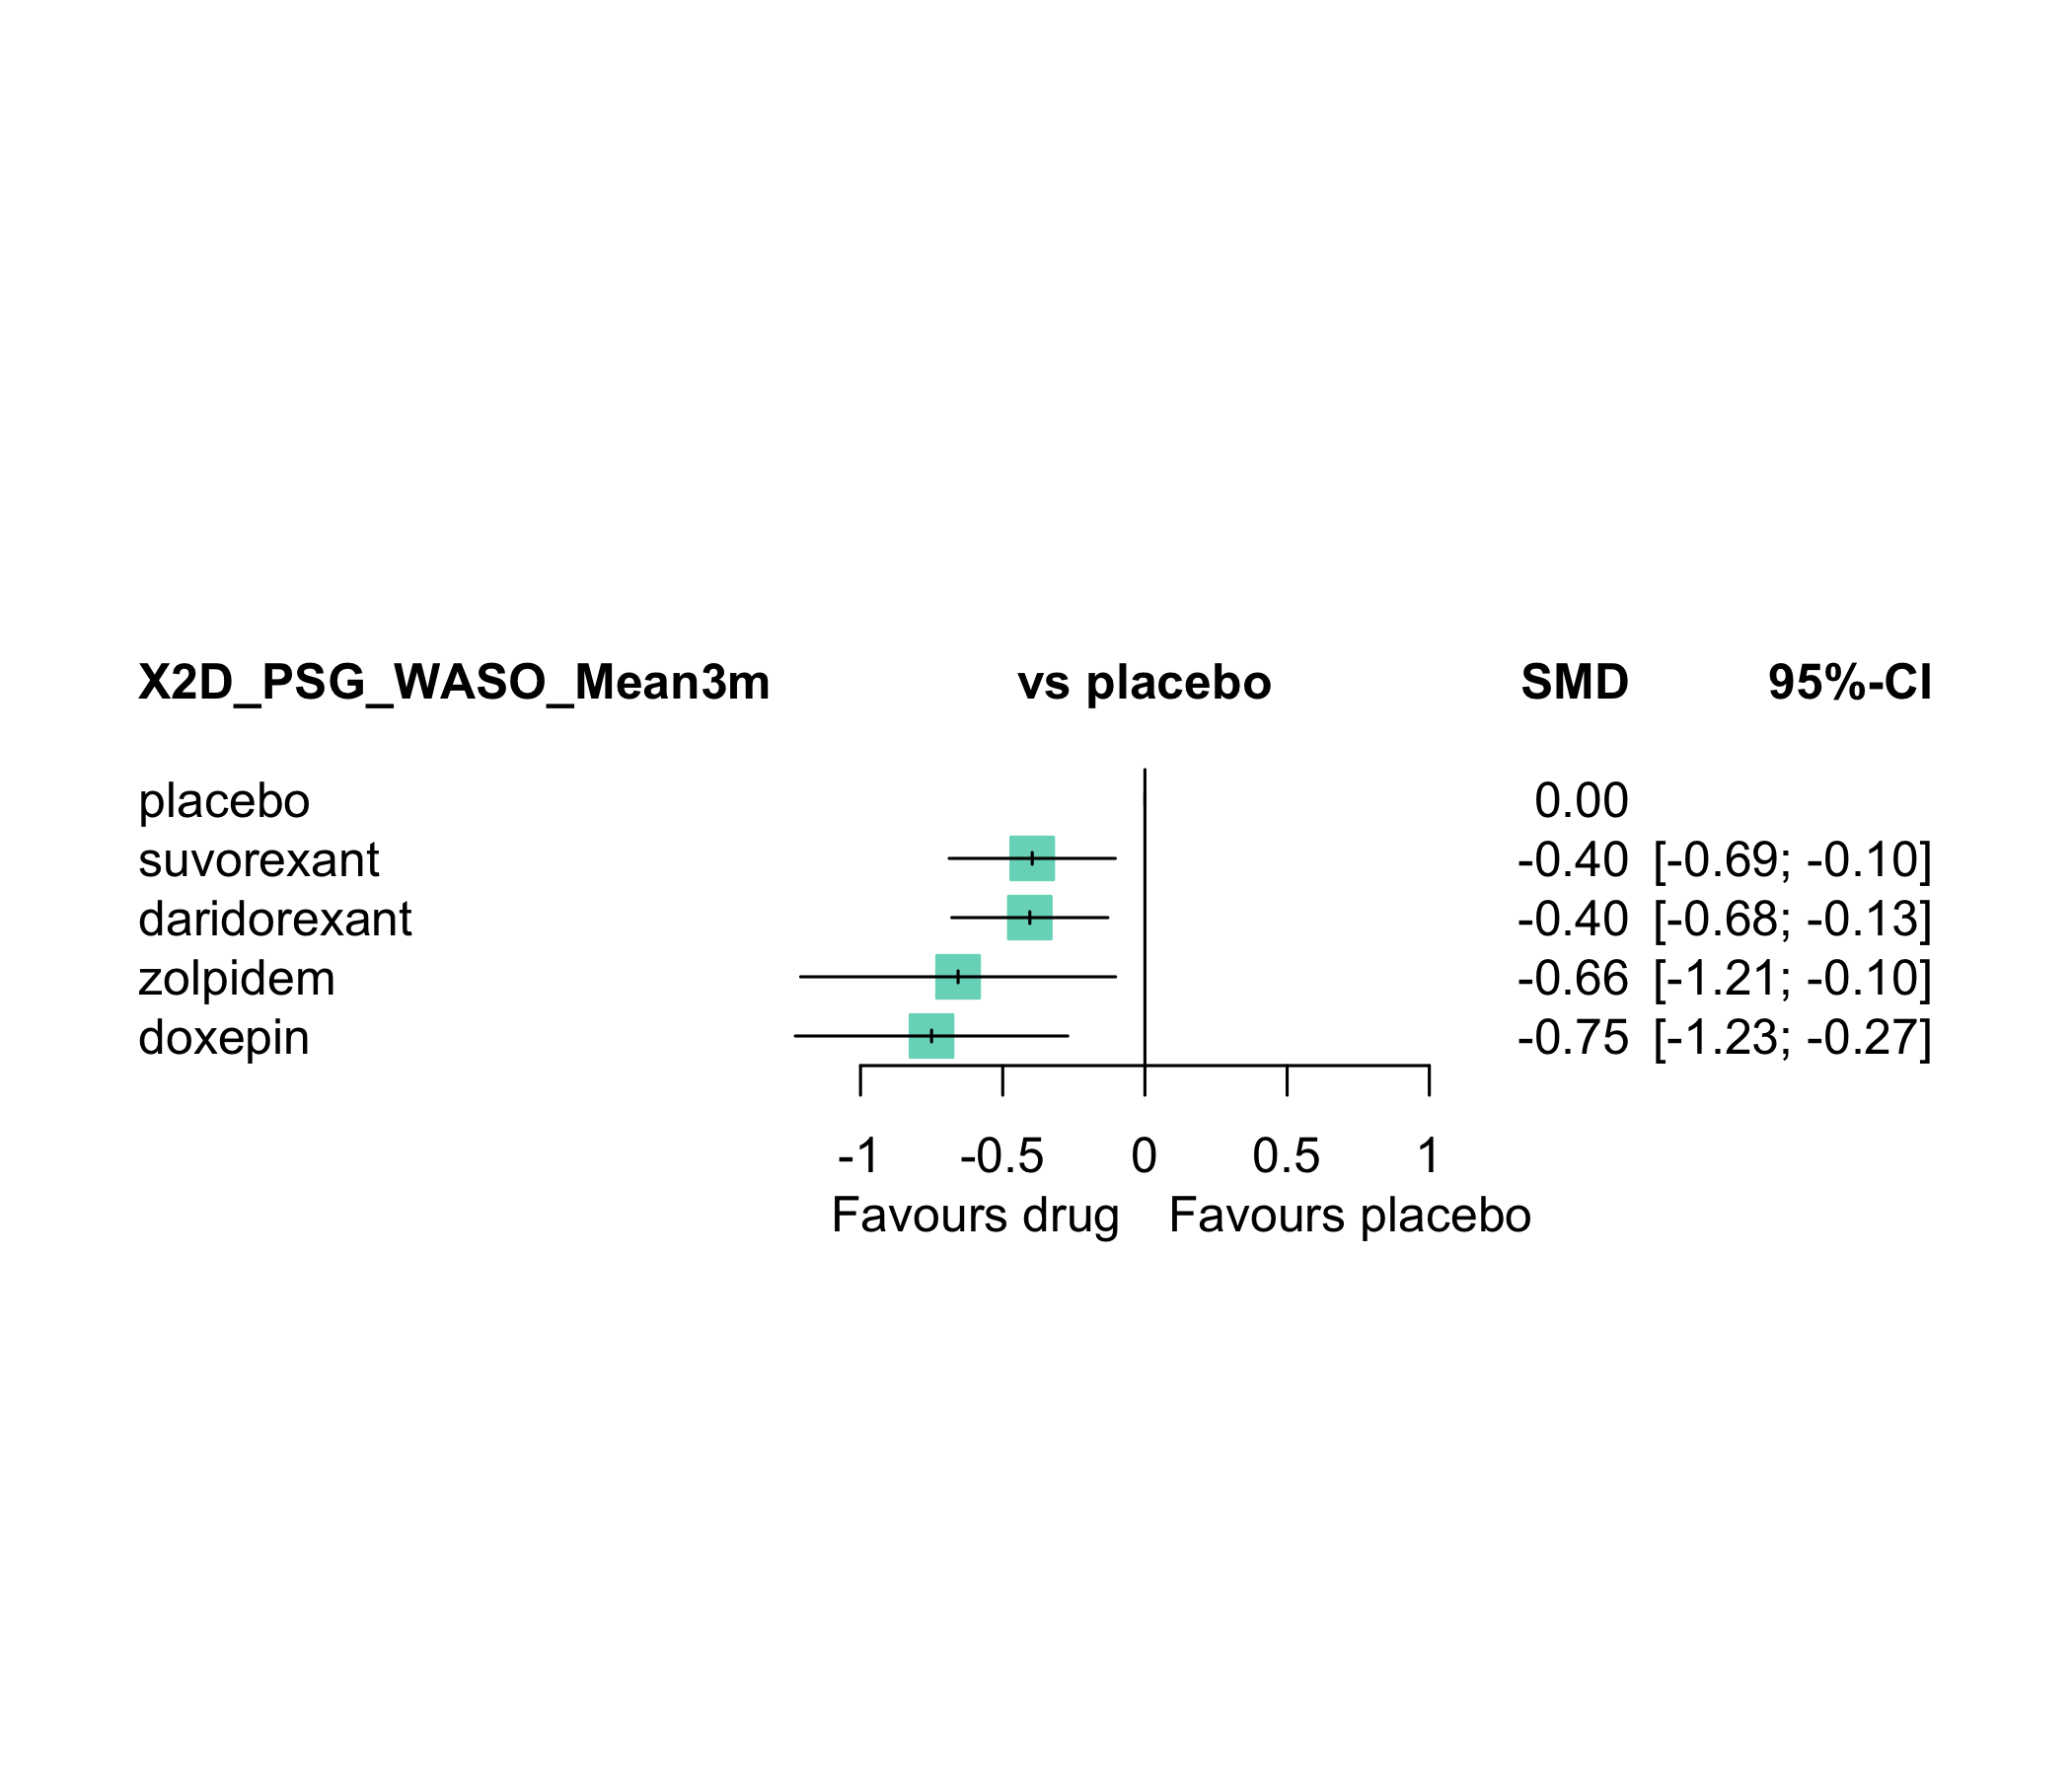 X2D_PSG_WASO_Mean3m vs placebo SMD 95%-CI
placebo 0.00
suvorexant -0.40 [-0.69; -0.10]
daridorexant -0.40 [-0.68; -0.13]
zolpidem -0.66 [-1.21; -0.10]
doxepin -0.75 [-1.23; -0.27]
-1 -0.5 0 0.5 1
Favours drug Favours placebo